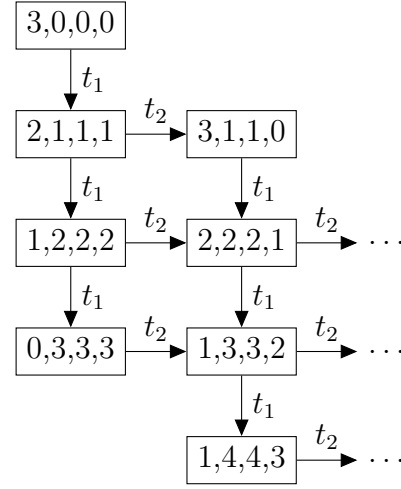 3,0,0,0
t₁
2,1,1,1 t₂ 3,1,1,0
t₁ t₁
1,2,2,2 t₂ 2,2,2,1 t₂ ···
t₁ t₁
0,3,3,3 t₂ 1,3,3,2 t₂ ···
t₁
1,4,4,3 t₂ ···